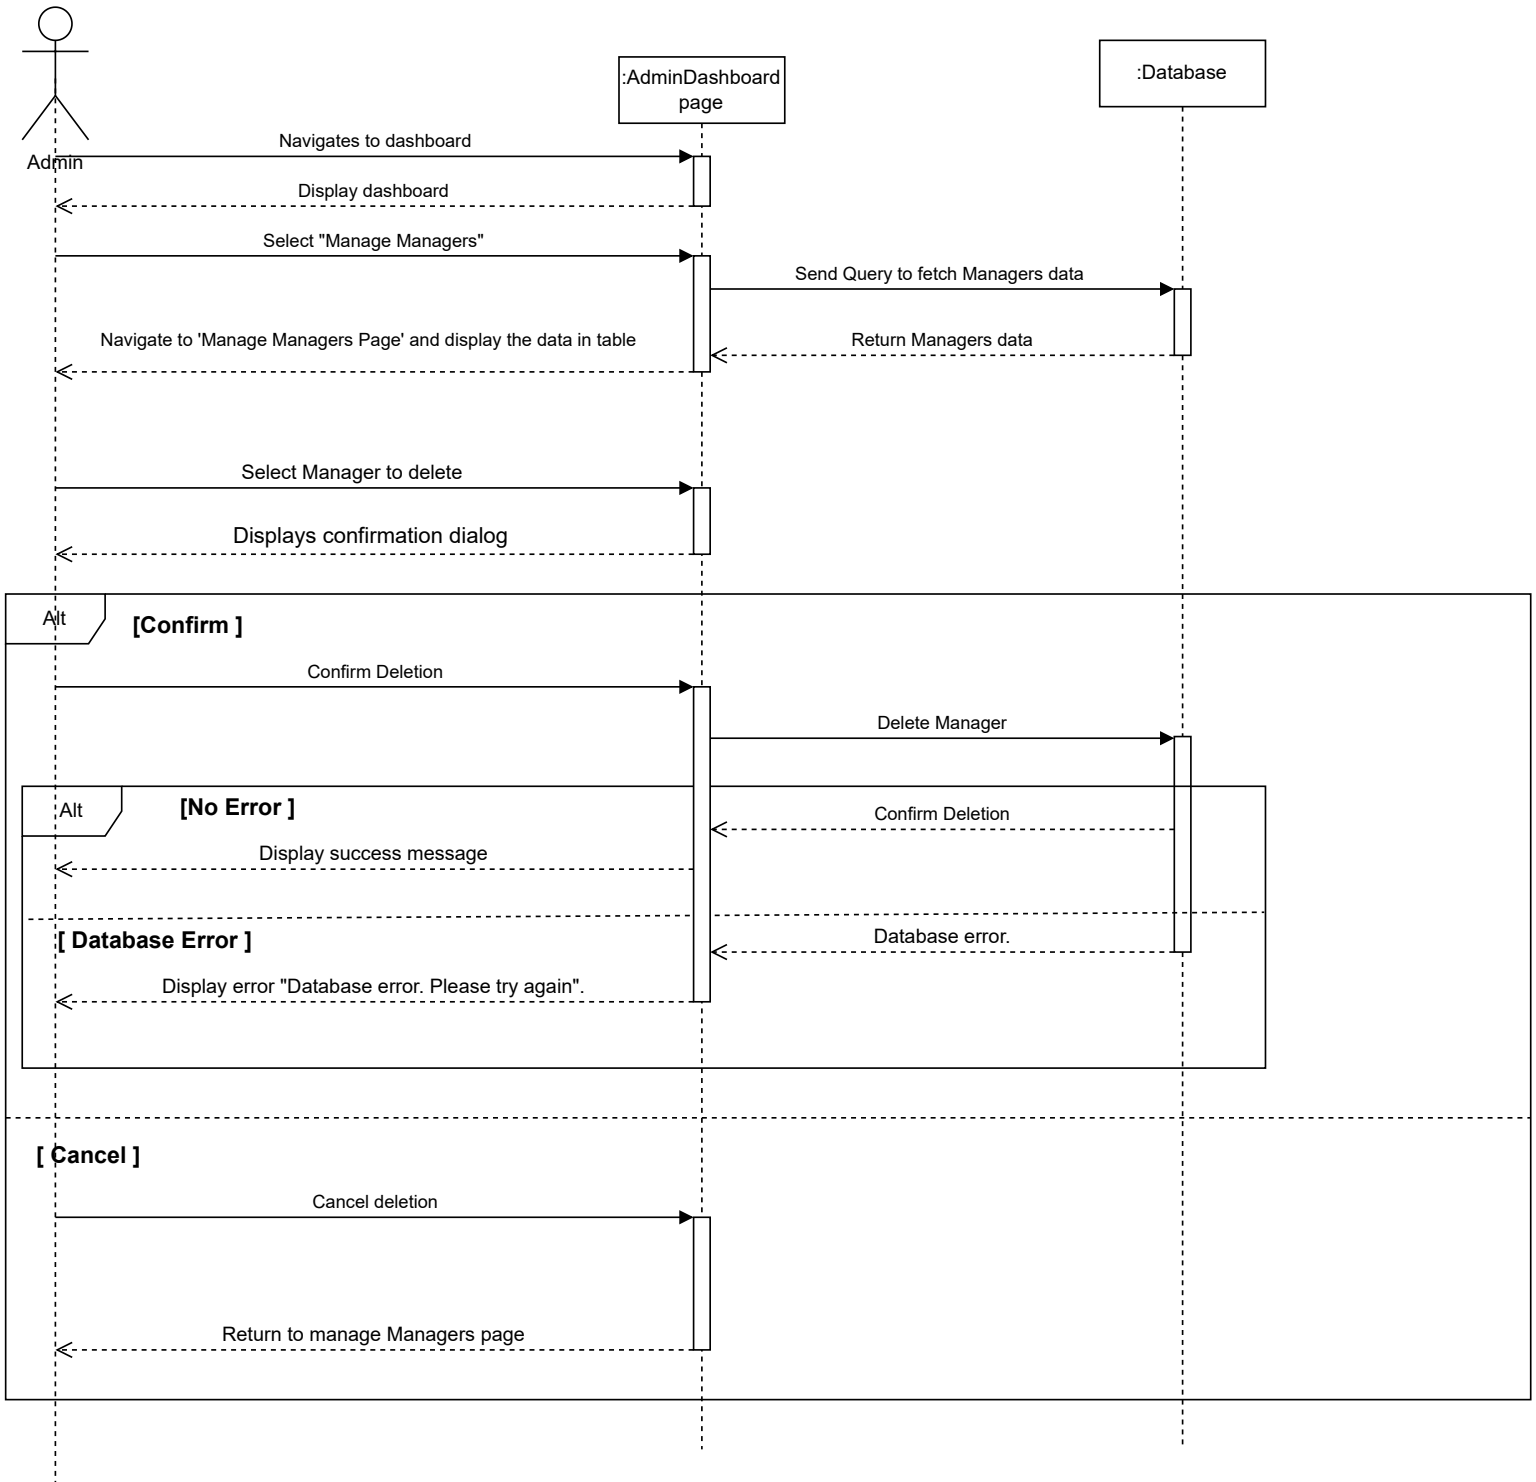 :AdminDashboard
page
:Database
Admin
Navigates to dashboard
Display dashboard
Select "Manage Managers"
Send Query to fetch Managers data
Navigate to 'Manage Managers Page' and display the data in table
Return Managers data
Select Manager to delete
Displays confirmation dialog
Alt
[Confirm ]
Confirm Deletion
Delete Manager
Alt
[No Error ]
Confirm Deletion
Display success message
[ Database Error ]
Database error.
Display error "Database error. Please try again".
[ Cancel ]
Cancel deletion
Return to manage Managers page